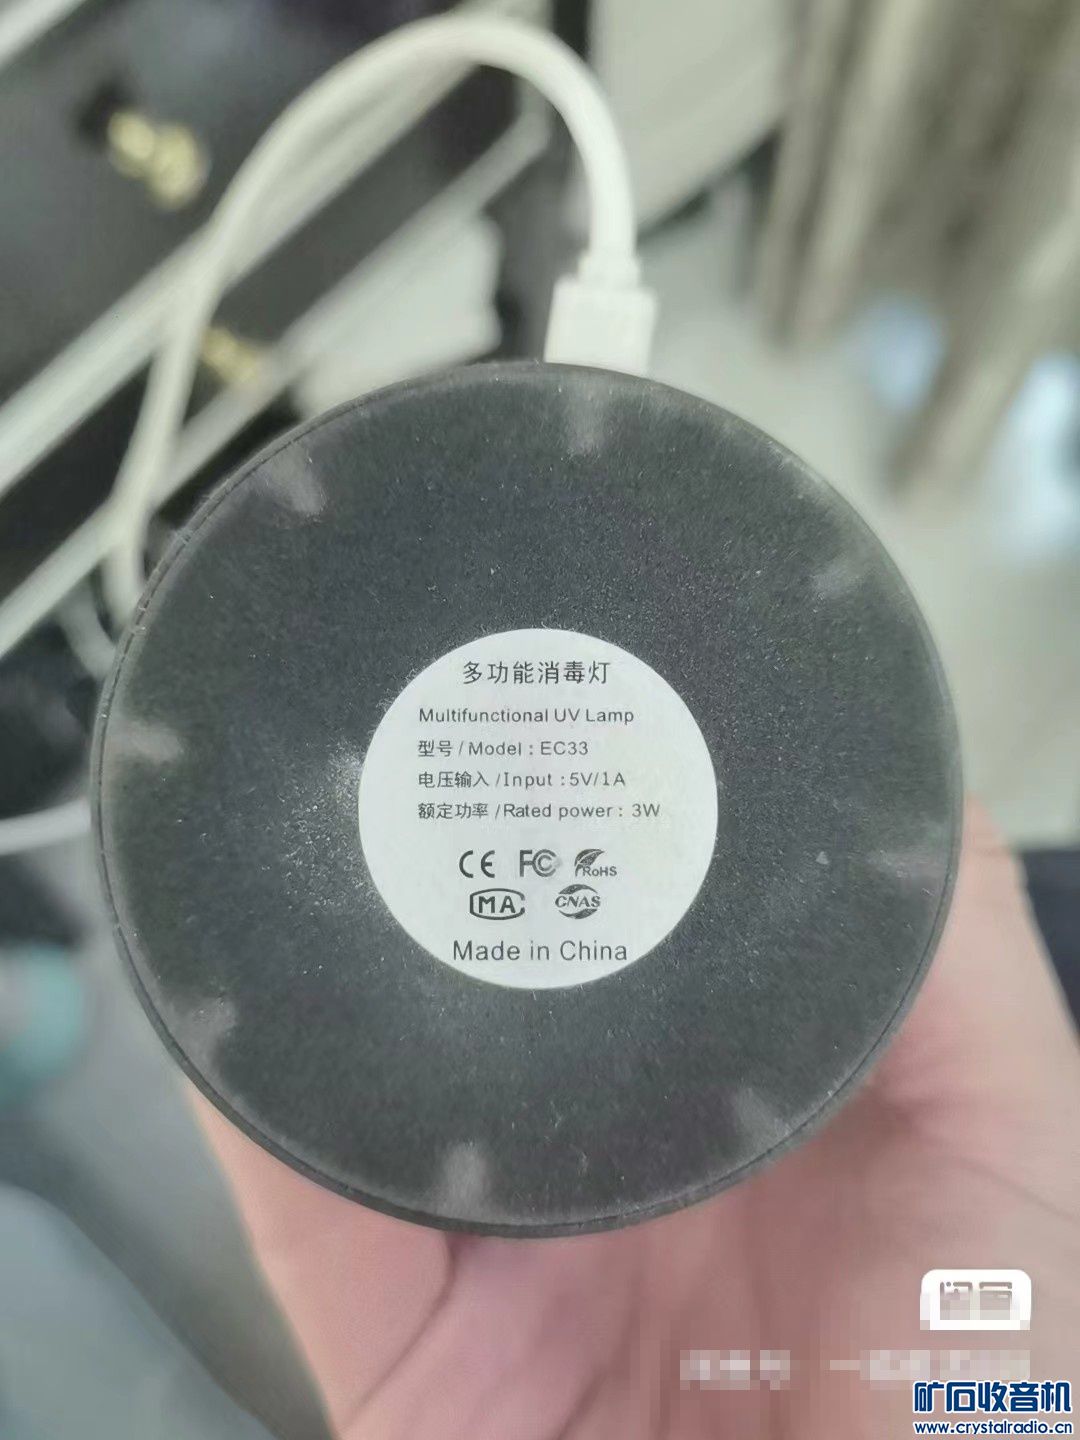 多功能消毒灯
Multifunctional UV Lamp
型号 / Model : EC33
电压输入 / Input : 5V/1A
额定功率 / Rated power : 3W
CE FC RoHS
MA CNAS
Made in China
矿石收音机
www.crystalradio.cn